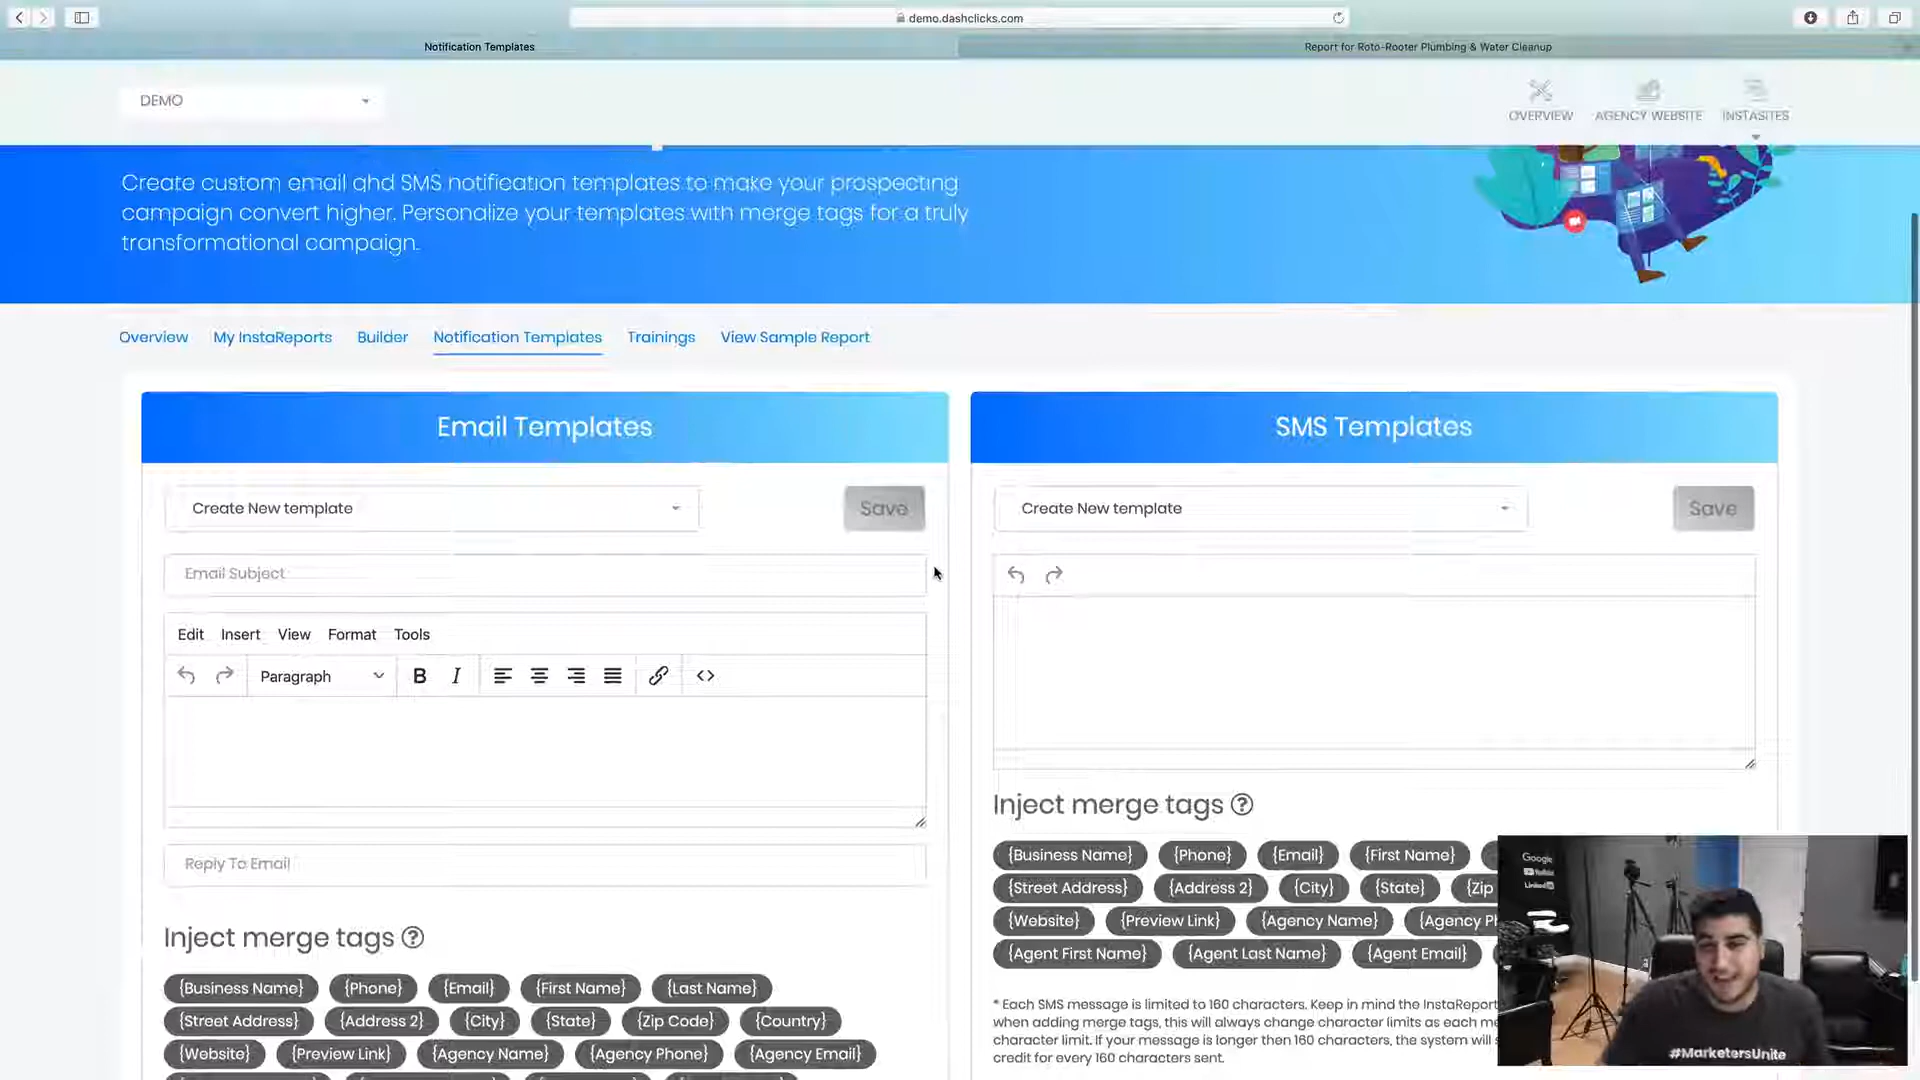 demo.dashclicks.com
Notification Templates
Report for Roto-Rooter Plumbing & Water Cleanup
DEMO
OVERVIEW
AGENCY WEBSITE
INSTASITES
Create custom email and SMS notification templates to make your prospecting
campaign convert higher. Personalize your templates with merge tags for a truly
transformational campaign.
Overview
My InstaReports
Builder
Notification Templates
Trainings
View Sample Report
Email Templates
Create New template
Save
Email Subject
Edit Insert View Format Tools
Paragraph
B I
Reply To Email
Inject merge tags
{Business Name} {Phone} {Email} {First Name} {Last Name}
{Street Address} {Address 2} {City} {State} {Zip Code} {Country}
{Website} {Preview Link} {Agency Name} {Agency Phone} {Agency Email}
SMS Templates
Create New template
Save
Inject merge tags
{Business Name} {Phone} {Email} {First Name}
{Street Address} {Address 2} {City} {State} {Zip
{Website} {Preview Link} {Agency Name} {Agency Ph
{Agent First Name} {Agent Last Name} {Agent Email}
* Each SMS message is limited to 160 characters. Keep in mind the InstaReport
when adding merge tags, this will always change character limits as each me
character limit. If your message is longer then 160 characters, the system will s
credit for every 160 characters sent.
Google
YouTube
LinkedIn
#MarketersUnite